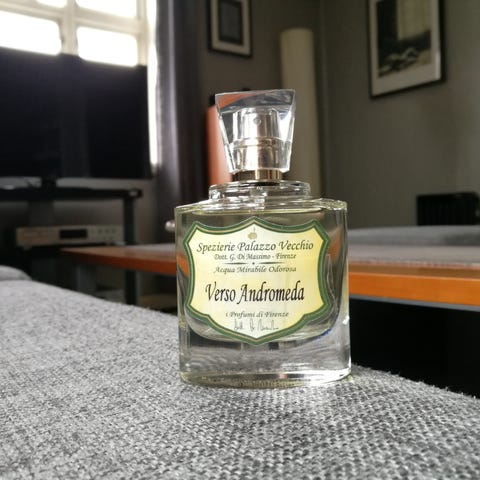 Spezierie Palazzo Vecchio
Dott. G. Di Massimo - Firenze
Acqua Mirabile Odorosa
Verso Andromeda
i Profumi di Firenze